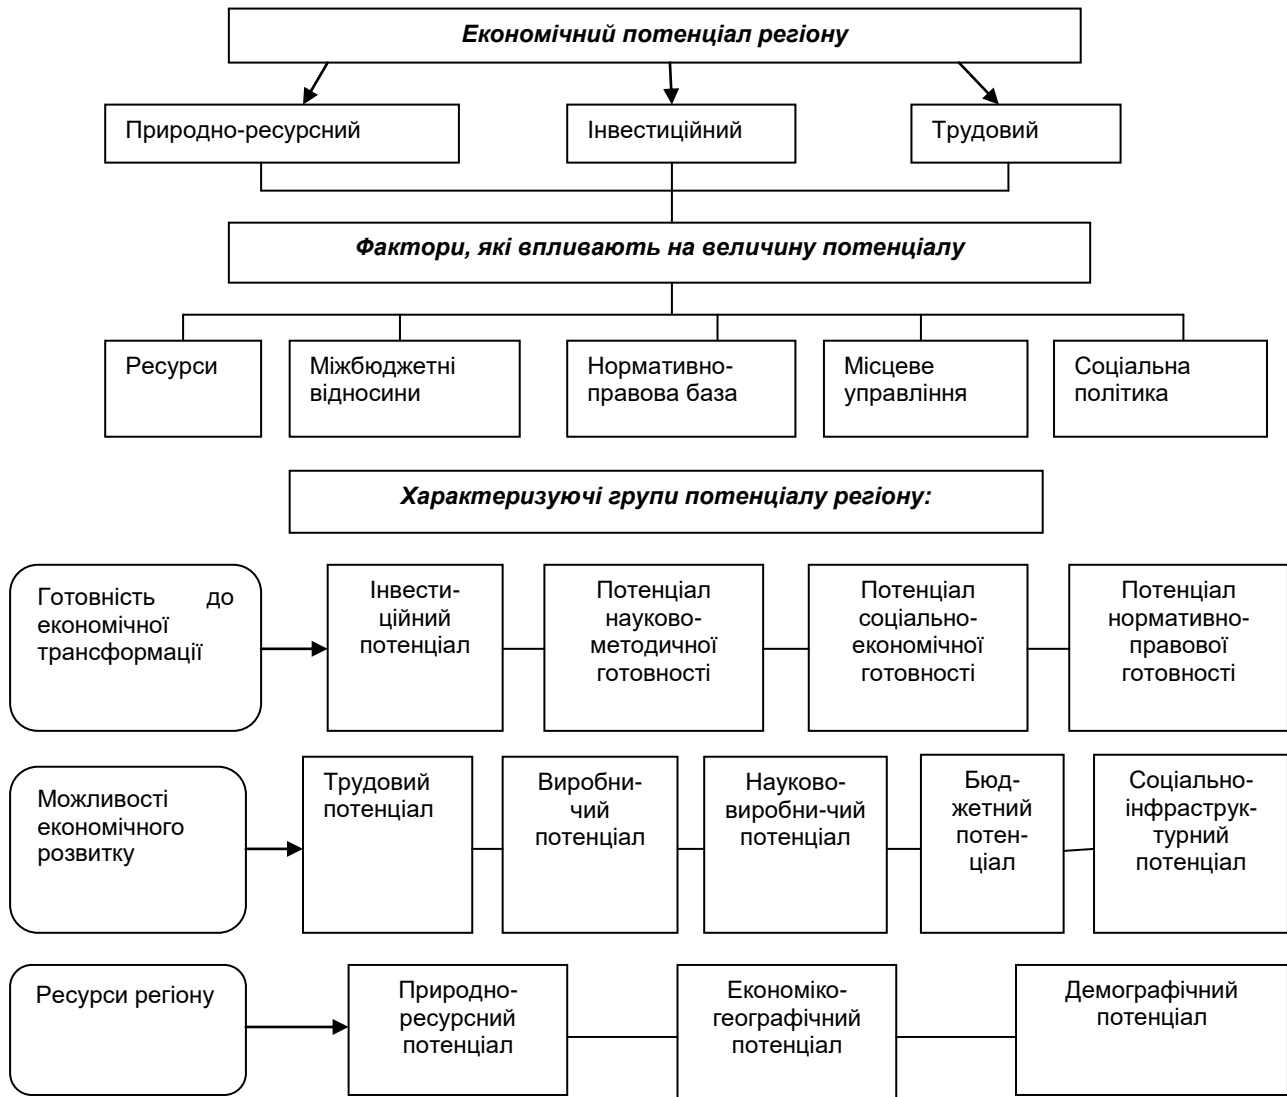 Економічний потенціал регіону
Природно-ресурсний
Інвестиційний
Трудовий
Фактори, які впливають на величину потенціалу
Ресурси
Міжбюджетні
відносини
Нормативно-
правова база
Місцеве
управління
Соціальна
політика
Характеризуючі групи потенціалу регіону:
Готовність до
економічної
трансформації
Інвести-
ційний
потенціал
Потенціал
науково-
методичної
готовності
Потенціал
соціально-
економічної
готовності
Потенціал
нормативно-
правової
готовності
Можливості
економічного
розвитку
Трудовий
потенціал
Виробни-
чий
потенціал
Науково-
виробни-чий
потенціал
Бюд-
жетний
потен-
ціал
Соціально-
інфраструк-
турний
потенціал
Ресурси регіону
Природно-
ресурсний
потенціал
Економіко-
географічний
потенціал
Демографічний
потенціал